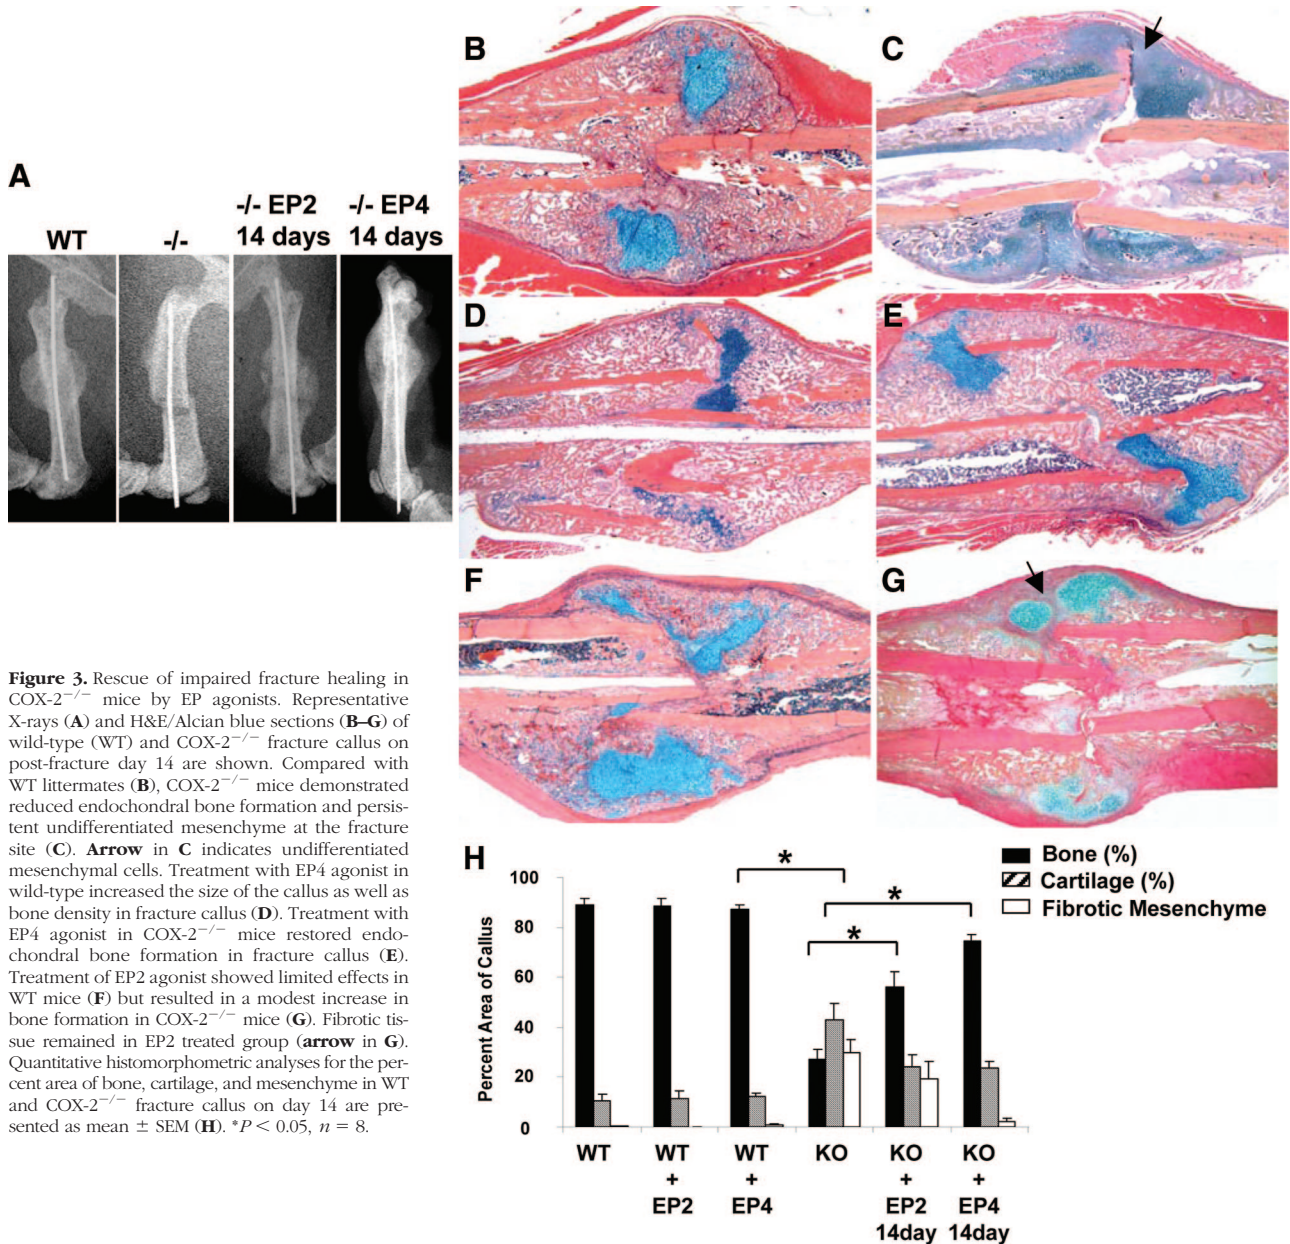 A
WT
-/-
-/- EP2
14 days
-/- EP4
14 days
B
C
D
E
F
G
Figure 3. Rescue of impaired fracture healing in
COX-2−/− mice by EP agonists. Representative
X-rays (A) and H&E/Alcian blue sections (B–G) of
wild-type (WT) and COX-2−/− fracture callus on
post-fracture day 14 are shown. Compared with
WT littermates (B), COX-2−/− mice demonstrated
reduced endochondral bone formation and persis-
tent undifferentiated mesenchyme at the fracture
site (C). Arrow in C indicates undifferentiated
mesenchymal cells. Treatment with EP4 agonist in
wild-type increased the size of the callus as well as
bone density in fracture callus (D). Treatment with
EP4 agonist in COX-2−/− mice restored endo-
chondral bone formation in fracture callus (E).
Treatment of EP2 agonist showed limited effects in
WT mice (F) but resulted in a modest increase in
bone formation in COX-2−/− mice (G). Fibrotic tis-
sue remained in EP2 treated group (arrow in G).
Quantitative histomorphometric analyses for the per-
cent area of bone, cartilage, and mesenchyme in WT
and COX-2−/− fracture callus on day 14 are pre-
sented as mean ± SEM (H). *P < 0.05, n = 8.
H
Bone (%)
Cartilage (%)
Fibrotic Mesenchyme
Percent Area of Callus
100
80
60
40
20
0
*
*
*
WT
WT
+
EP2
WT
+
EP4
KO
KO
+
EP2
14day
KO
+
EP4
14day